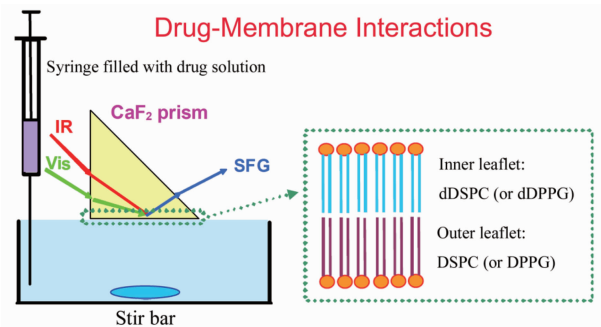 Drug-Membrane Interactions
Syringe filled with drug solution
CaF₂ prism
IR
Vis
SFG
Inner leaflet:
dDSPC (or dDPPG)
Outer leaflet:
DSPC (or DPPG)
Stir bar